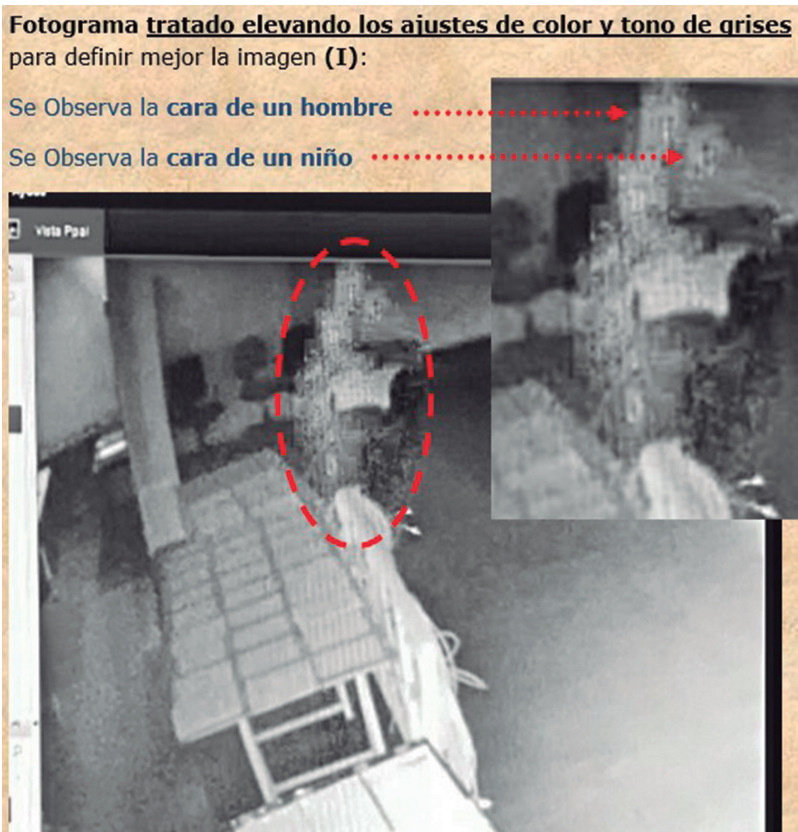 Fotograma tratado elevando los ajustes de color y tono de grises
para definir mejor la imagen (I):
Se Observa la cara de un hombre
Se Observa la cara de un niño
Vista Ppal